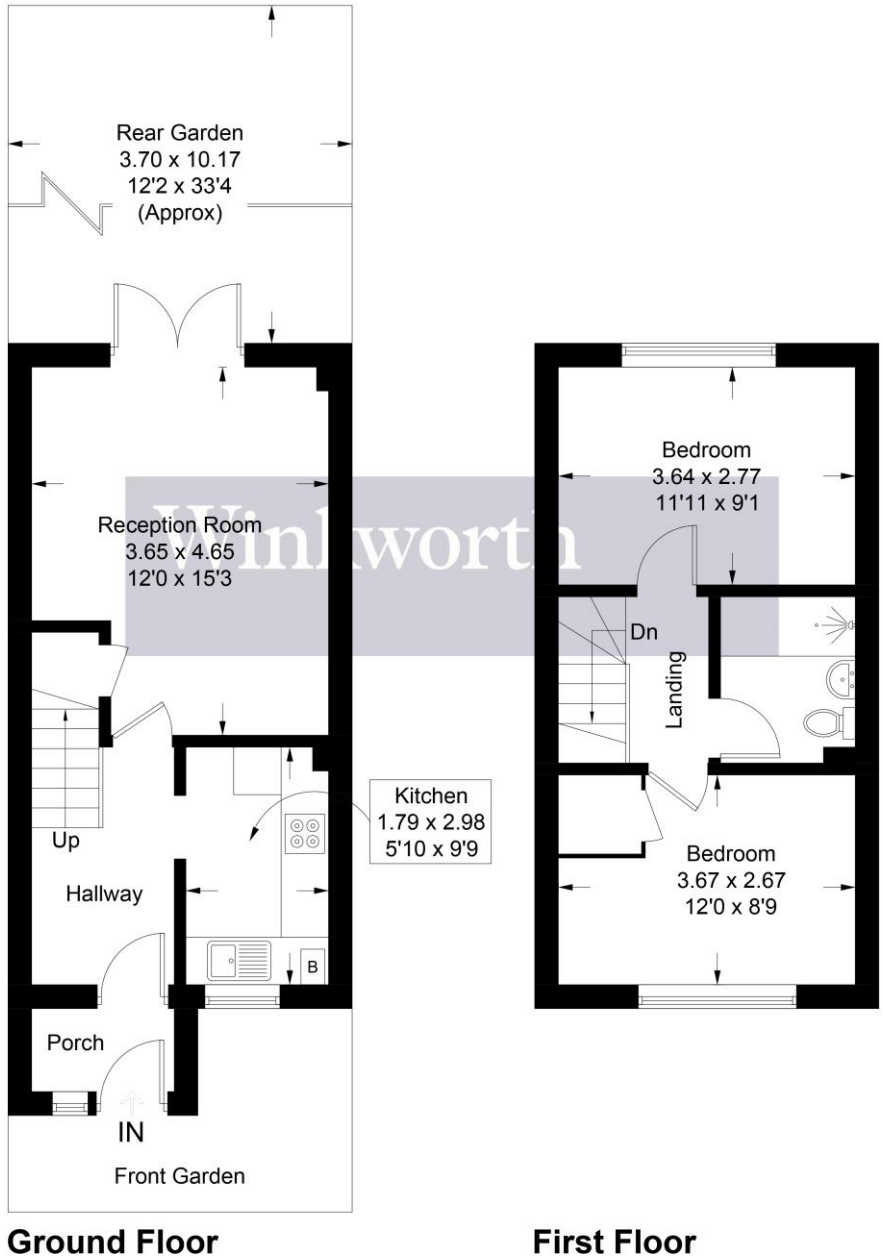 Rear Garden
3.70 x 10.17
12'2 x 33'4
(Approx)
Winkworth
Reception Room
3.65 x 4.65
12'0 x 15'3
Up
Hallway
Kitchen
1.79 x 2.98
5'10 x 9'9
B
Porch
IN
Front Garden
Ground Floor
Bedroom
3.64 x 2.77
11'11 x 9'1
Dn
Landing
Bedroom
3.67 x 2.67
12'0 x 8'9
First Floor